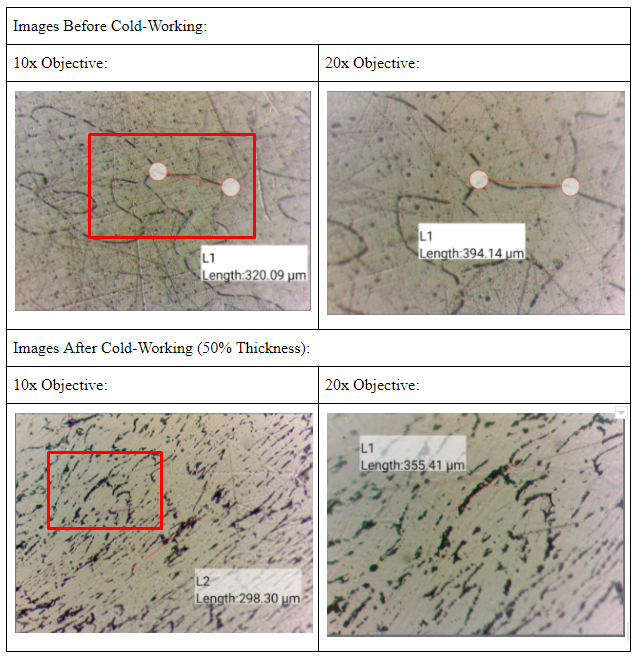 Images Before Cold-Working:
10x Objective:
20x Objective:
L1
Length:320.09 μm
L1
Length:394.14 μm
Images After Cold-Working (50% Thickness):
10x Objective:
20x Objective:
L2
Length:298.30 μm
L1
Length:355.41 μm